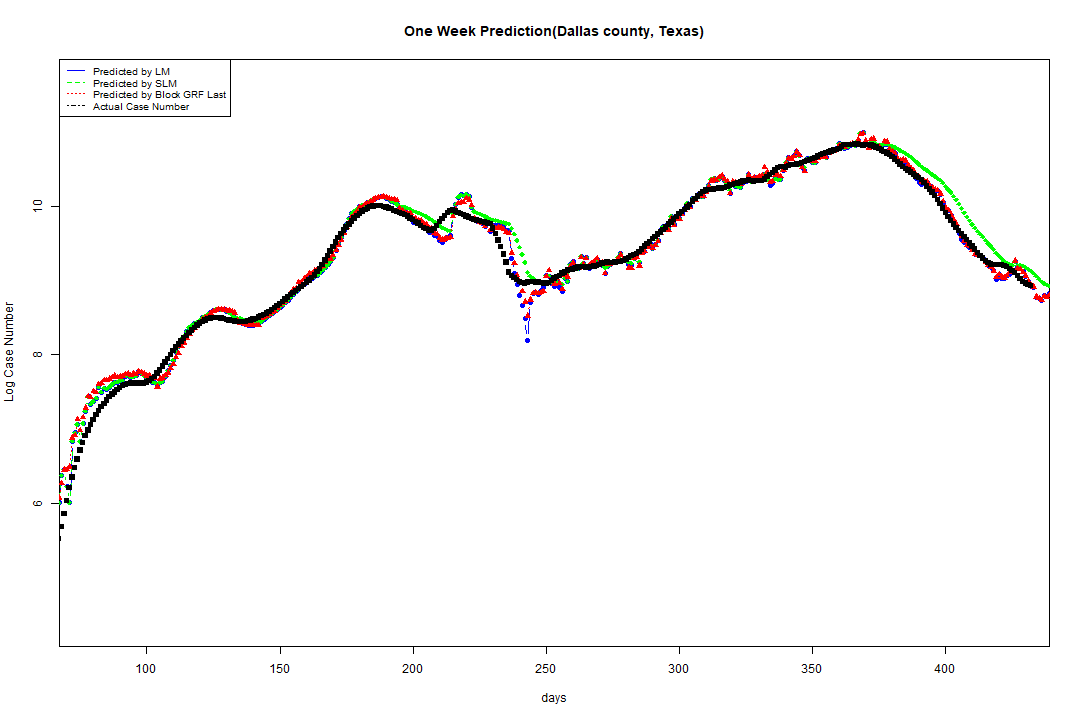 One Week Prediction(Dallas county, Texas)
Predicted by LM
Predicted by SLM
Predicted by Block GRF Last
Actual Case Number
10
8
6
Log Case Number
100 150 200 250 300 350 400
days